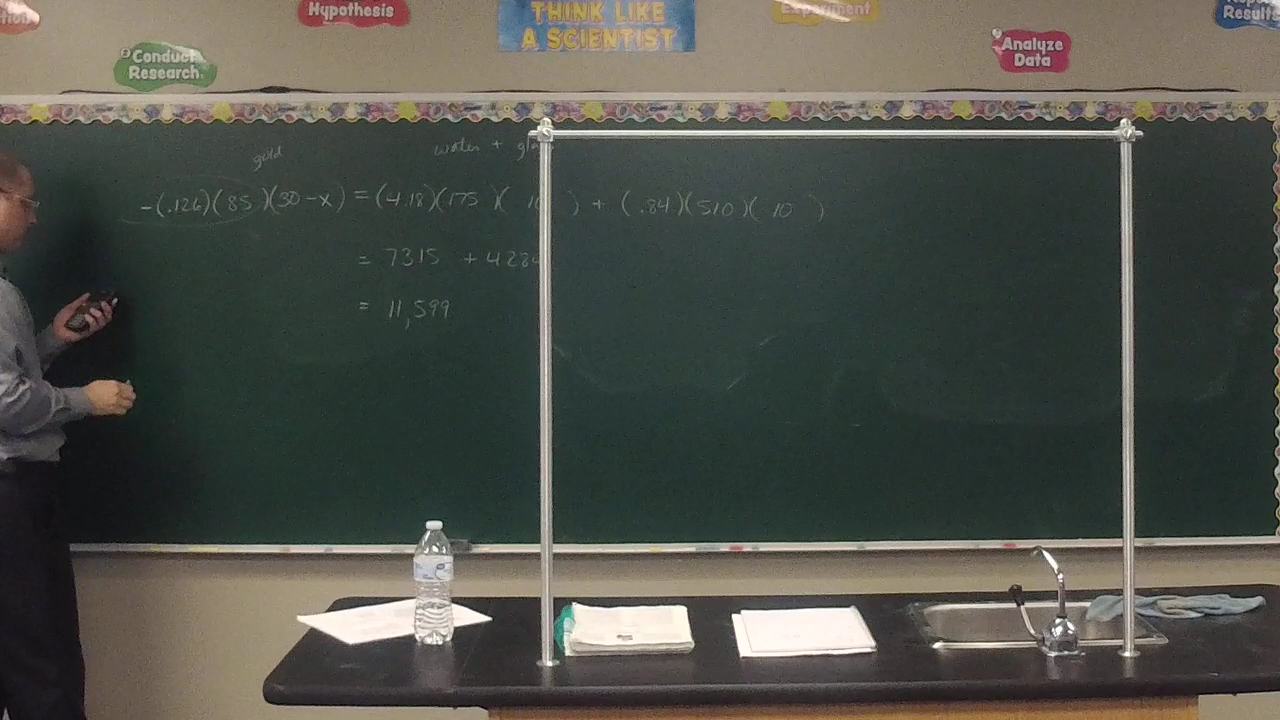 Hypothesis
THINK LIKE
A SCIENTIST
Experiment
Results
Conduct
Research
Analyze
Data
gold
water +
-(.126)(85)(30-x) = (4.18)(175)( 10 ) + (.84)(510)( 10 )
= 7315 + 4284
= 11,599